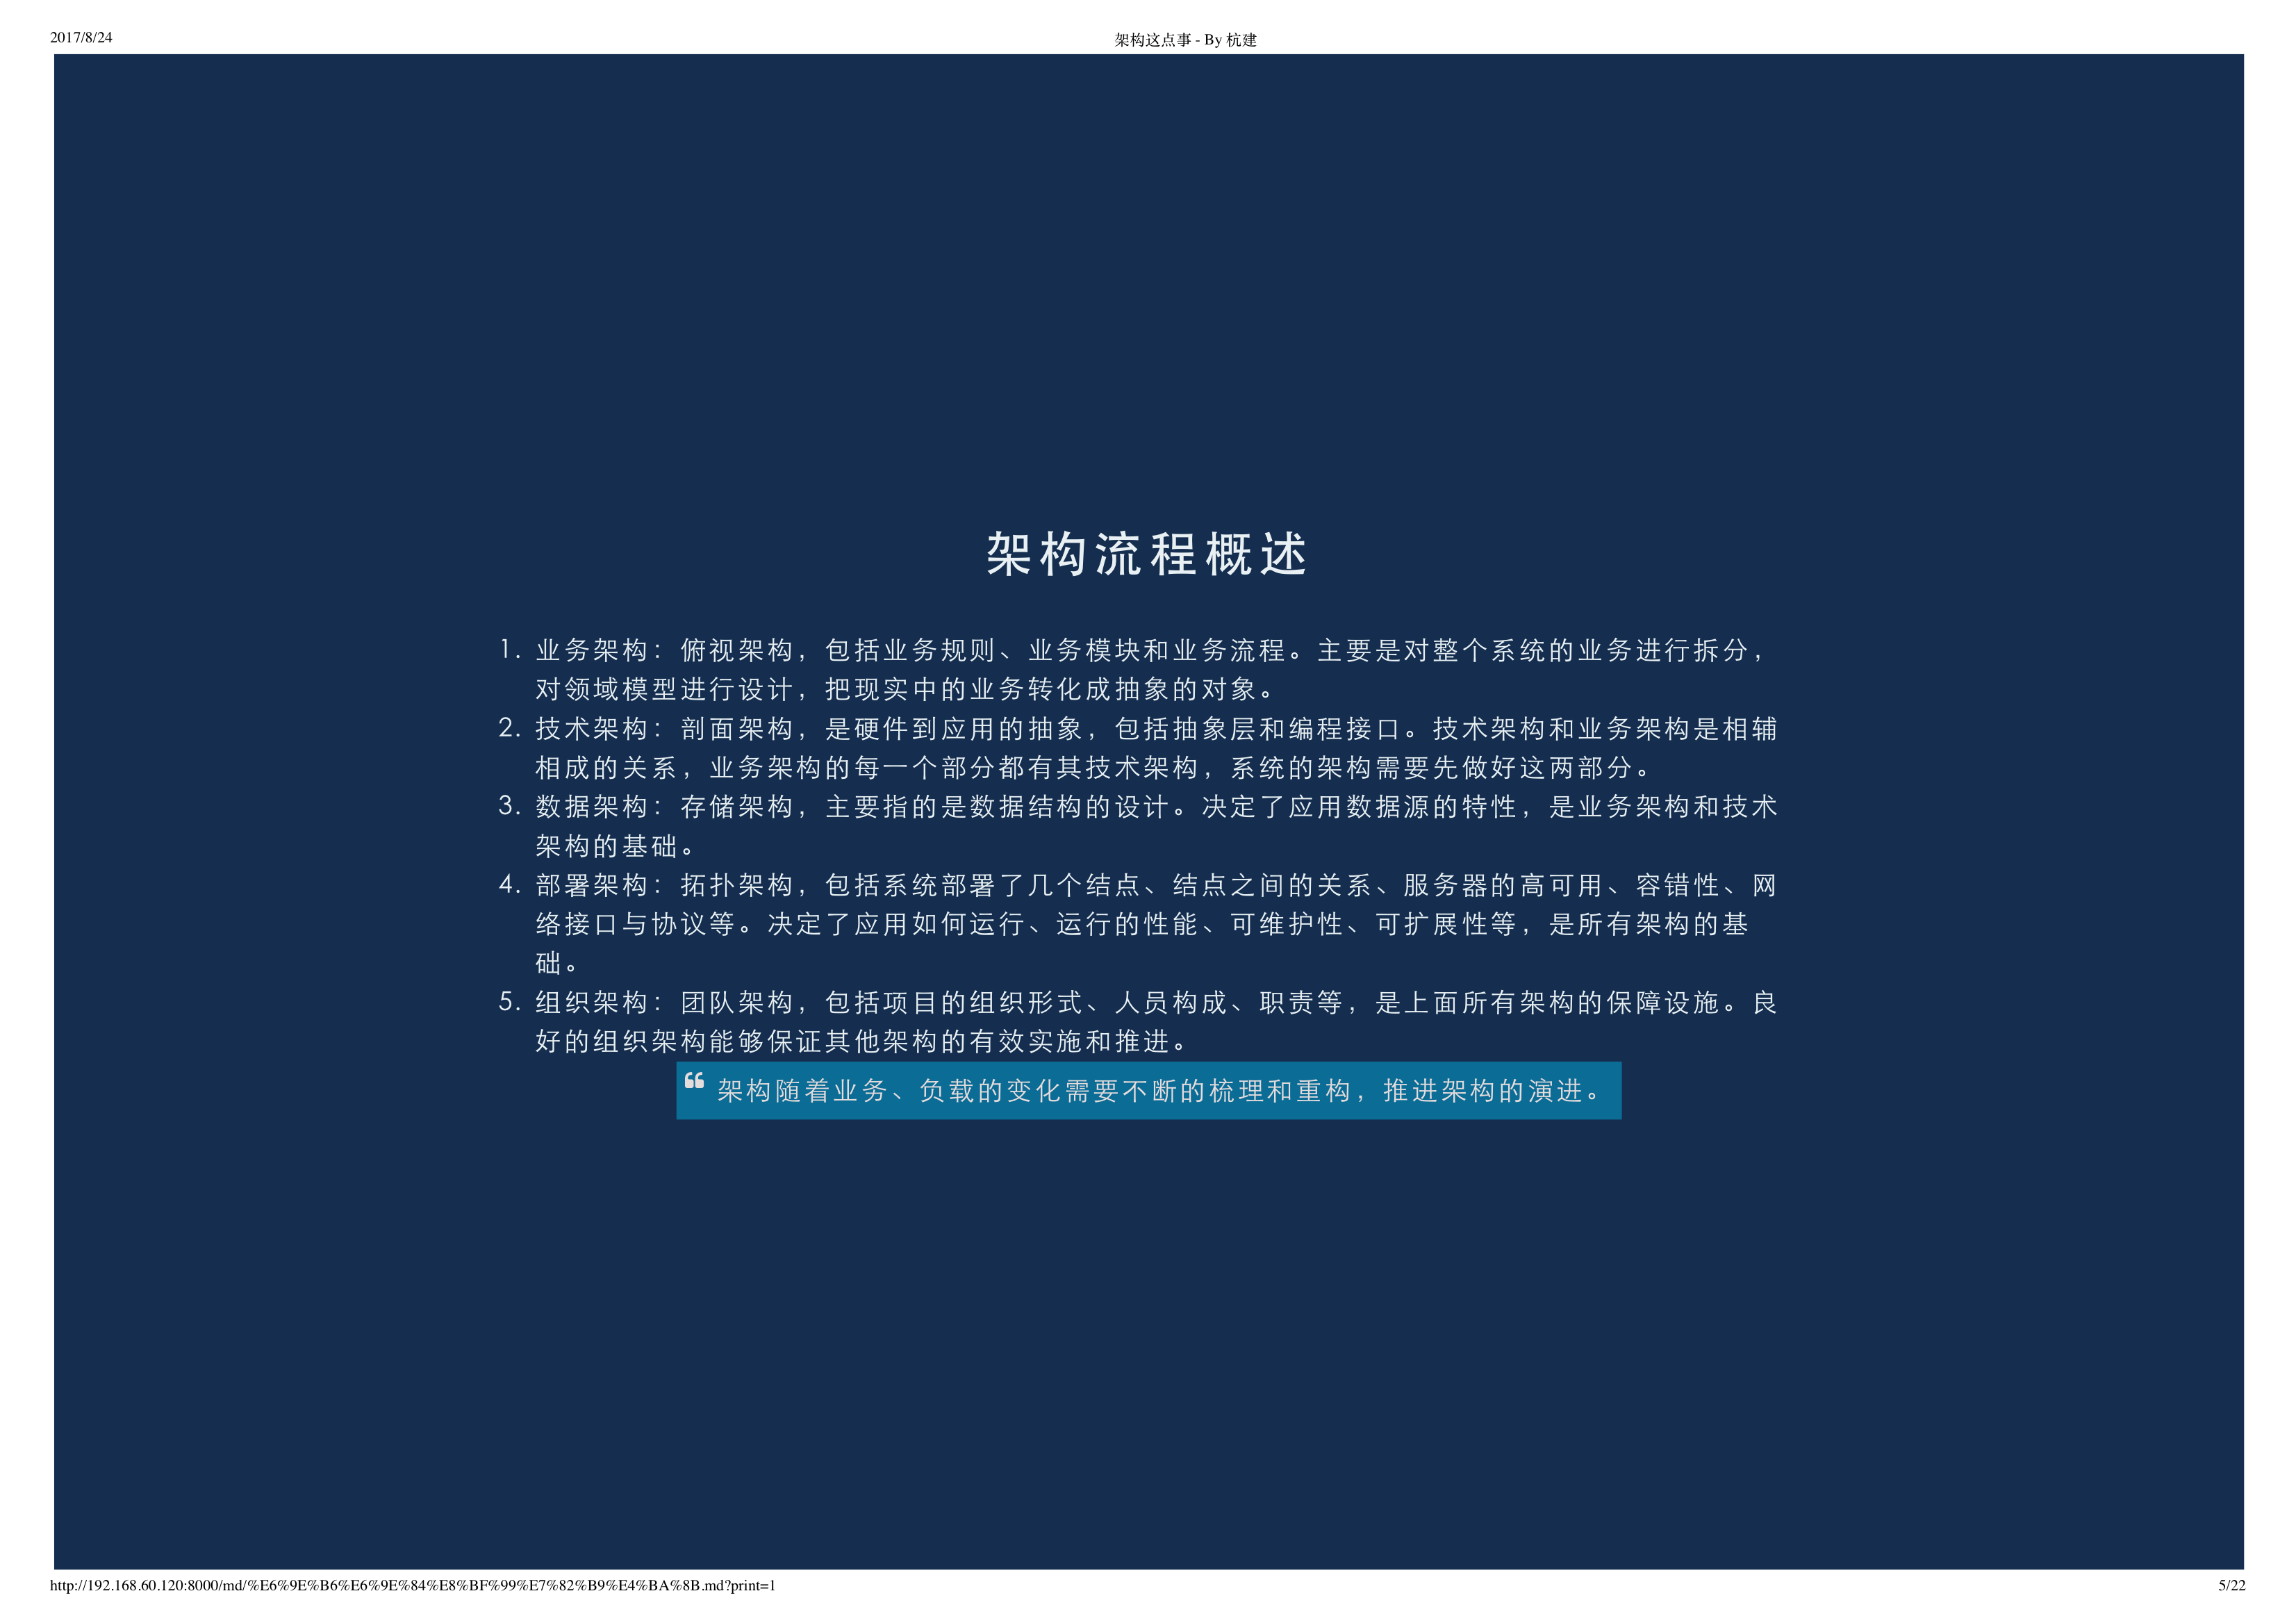 2017/8/24
架构这点事 - By 杭建
架构流程概述
1. 业务架构：俯视架构，包括业务规则、业务模块和业务流程。主要是对整个系统的业务进行拆分，
对领域模型进行设计，把现实中的业务转化成抽象的对象。
2. 技术架构：剖面架构，是硬件到应用的抽象，包括抽象层和编程接口。技术架构和业务架构是相辅
相成的关系，业务架构的每一个部分都有其技术架构，系统的架构需要先做好这两部分。
3. 数据架构：存储架构，主要指的是数据结构的设计。决定了应用数据源的特性，是业务架构和技术
架构的基础。
4. 部署架构：拓扑架构，包括系统部署了几个结点、结点之间的关系、服务器的高可用、容错性、网
络接口与协议等。决定了应用如何运行、运行的性能、可维护性、可扩展性等，是所有架构的基
础。
5. 组织架构：团队架构，包括项目的组织形式、人员构成、职责等，是上面所有架构的保障设施。良
好的组织架构能够保证其他架构的有效实施和推进。
“ 架构随着业务、负载的变化需要不断的梳理和重构，推进架构的演进。
http://192.168.60.120:8000/md/%E6%9E%B6%E6%9E%84%E8%BF%99%E7%82%B9%E4%BA%8B.md?print=1
5/22